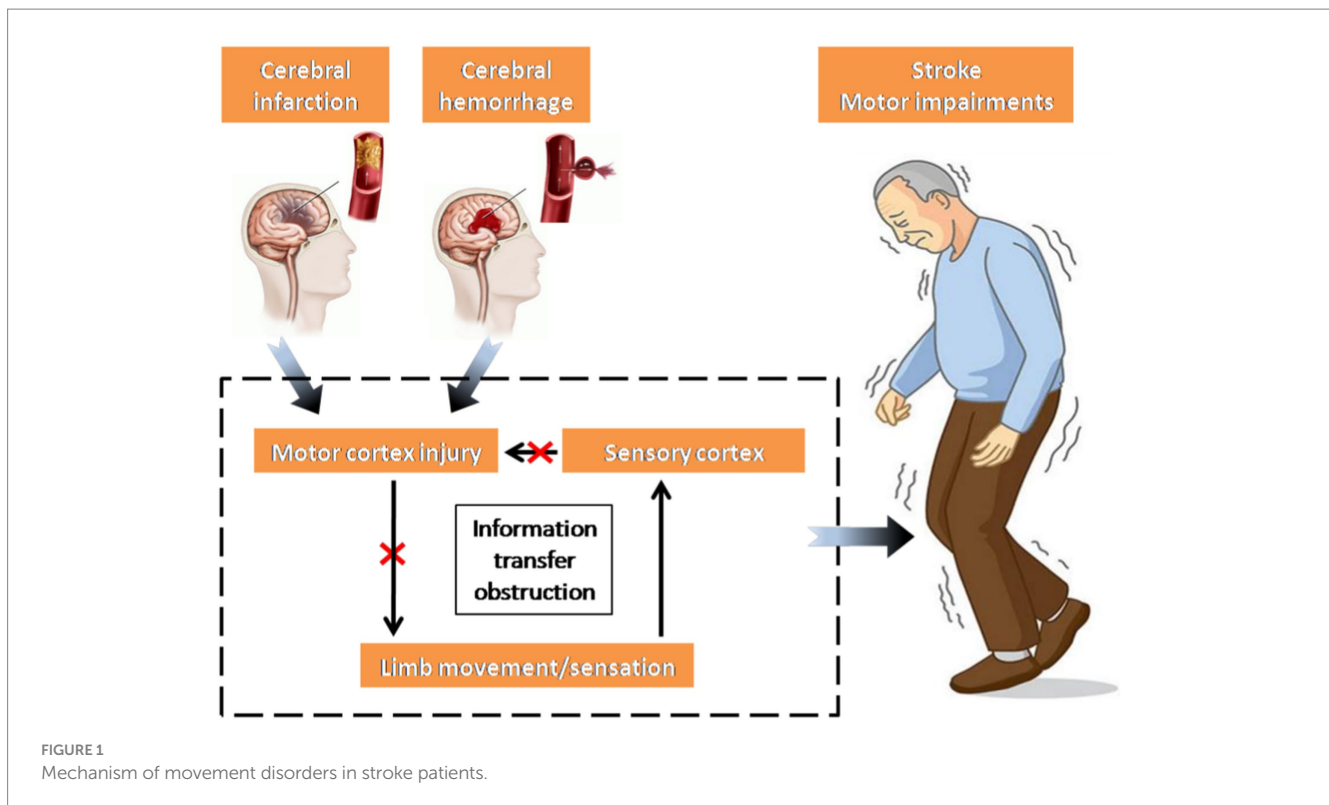 Cerebral
infarction
Cerebral
hemorrhage
Stroke
Motor impairments
Motor cortex injury
Sensory cortex
Information
transfer
obstruction
Limb movement/sensation
FIGURE 1
Mechanism of movement disorders in stroke patients.